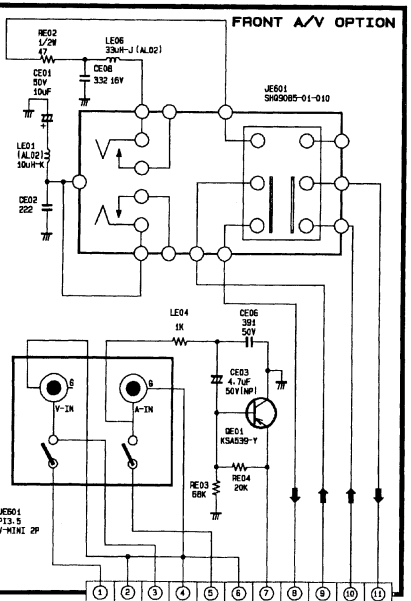 FRONT A/V OPTION
RE02
1/2W
47
LE06
33uH-J(AL02)
CE01
50V
10uF
CE08
332 16V
JE601
SHQ9085-01-010
+
LE01
(AL02)
10uH-K
CE02
222
LE04
1K
CE06
391
50V
G
G
V-IN
A-IN
CE03
4.7uF
50V(NP)
QE01
KSA539-Y
RE03
68K
RE04
20K
JE601
PI3.5
V-MINI 2P
1 2 3 4 5 6 7 8 9 10 11